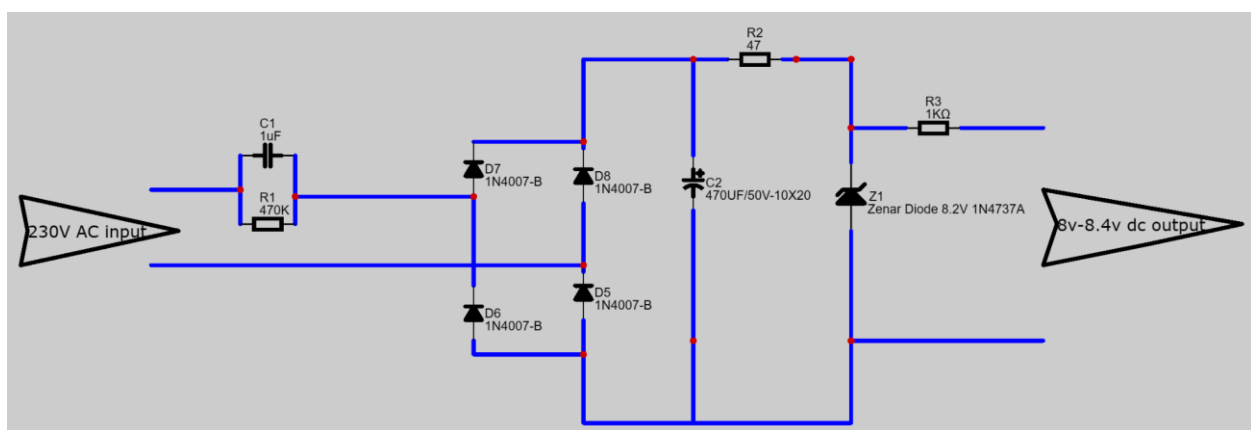 R2
47
C1
1uF
R3
1KΩ
D7
1N4007-B
D8
1N4007-B
R1
470K
C2
470UF/50V-10X20
Z1
Zenar Diode 8.2V 1N4737A
230V AC input
8v-8.4v dc output
D5
1N4007-B
D6
1N4007-B